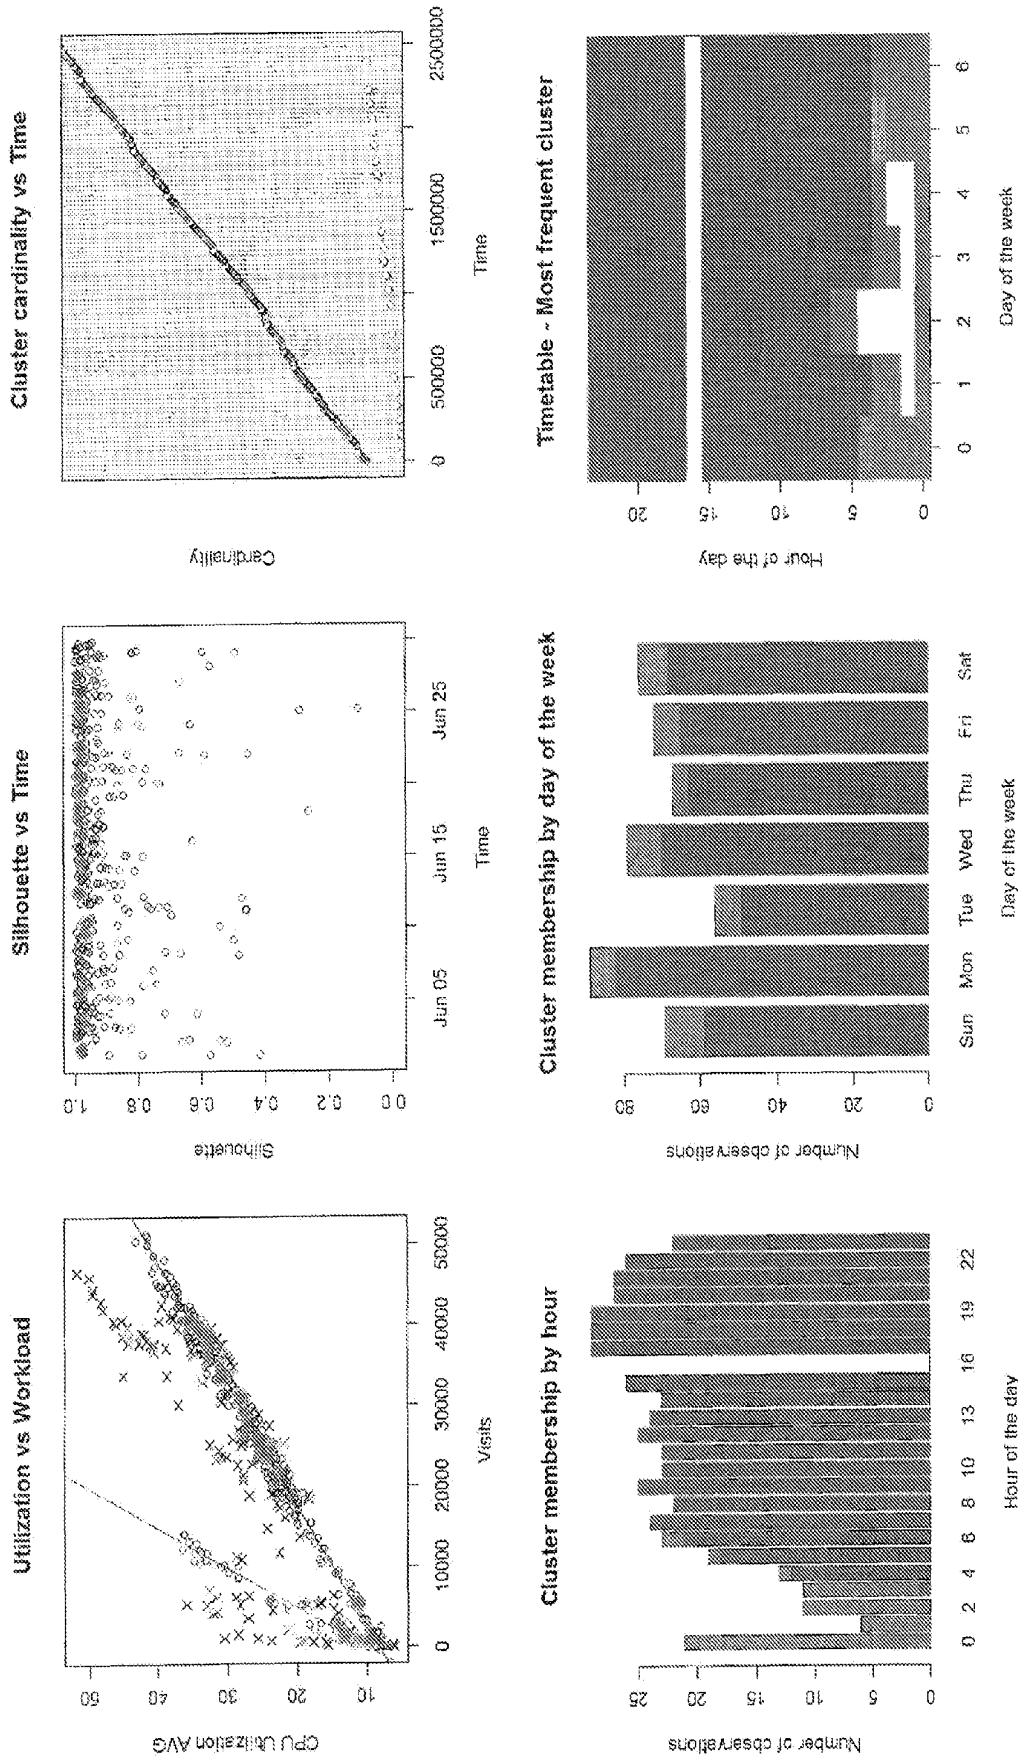 Utilization vs Workload
CPU Utilization AVG
10
20
30
40
50
0
10000
20000
30000
40000
50000
Visits
Silhouette vs Time
Silhouette
0.0
0.2
0.4
0.6
0.8
1.0
Jun 05
Jun 15
Jun 25
Time
Cluster cardinality vs Time
Cardinality
0
500000
1500000
2500000
Time
Cluster membership by hour
Number of observations
0
5
10
15
20
25
0
2
4
6
8
10
13
16
19
22
Hour of the day
Cluster membership by day of the week
Number of observations
0
20
40
60
80
Sun
Mon
Tue
Wed
Thu
Fri
Sat
Day of the week
Timetable - Most frequent cluster
Hour of the day
0
5
10
15
20
0
1
2
3
4
5
6
Day of the week